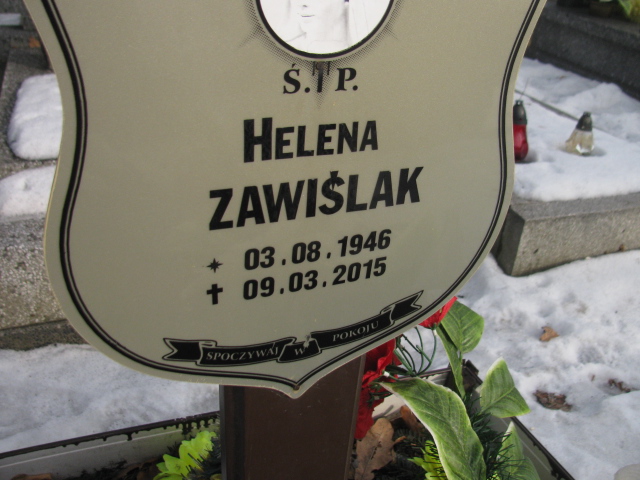 Ś. P.
HELENA
ZAWIŚLAK
03.08.1946
09.03.2015
SPOCZYWAJ W POKOJU